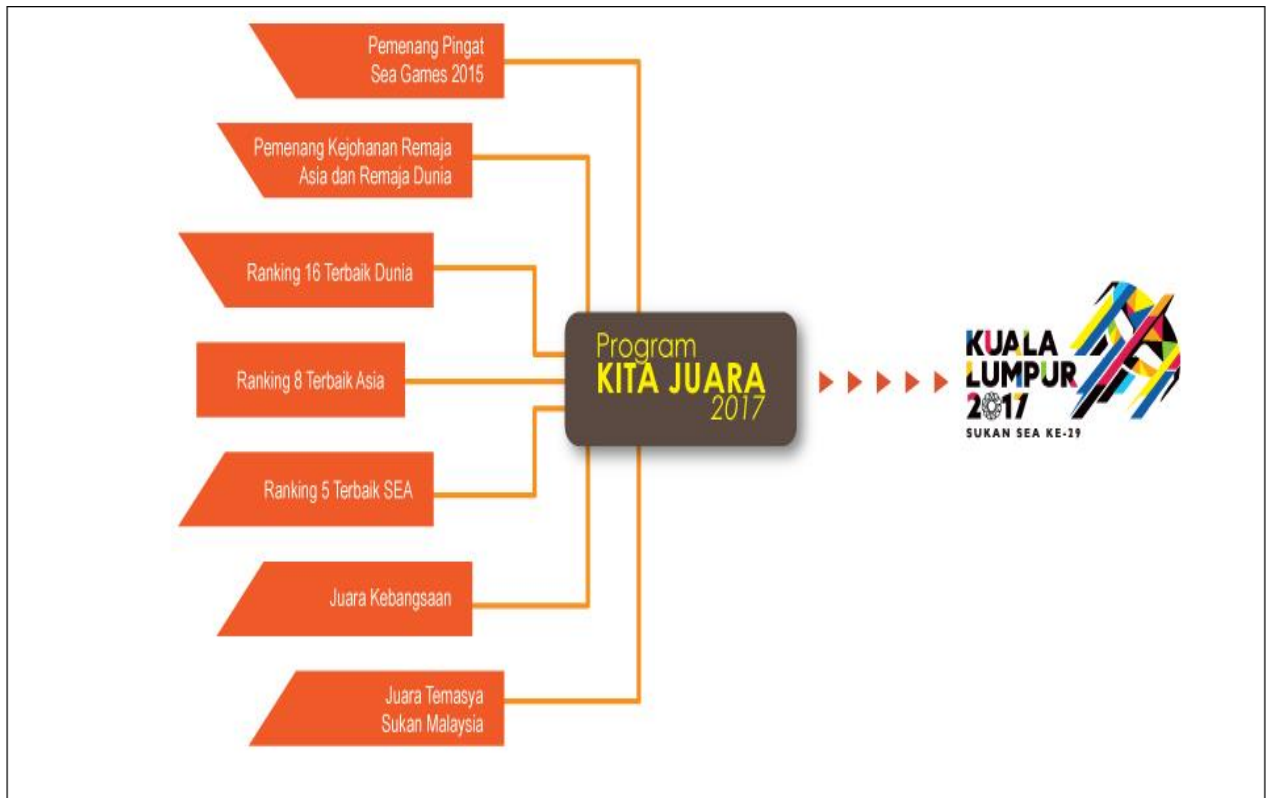 Pemenang Pingat
Sea Games 2015
Pemenang Kejohanan Remaja
Asia dan Remaja Dunia
Ranking 16 Terbaik Dunia
Ranking 8 Terbaik Asia
Ranking 5 Terbaik SEA
Juara Kebangsaan
Juara Temasya
Sukan Malaysia
Program
KITA JUARA
2017
KUALA
LUMPUR
2017
SUKAN SEA KE-29